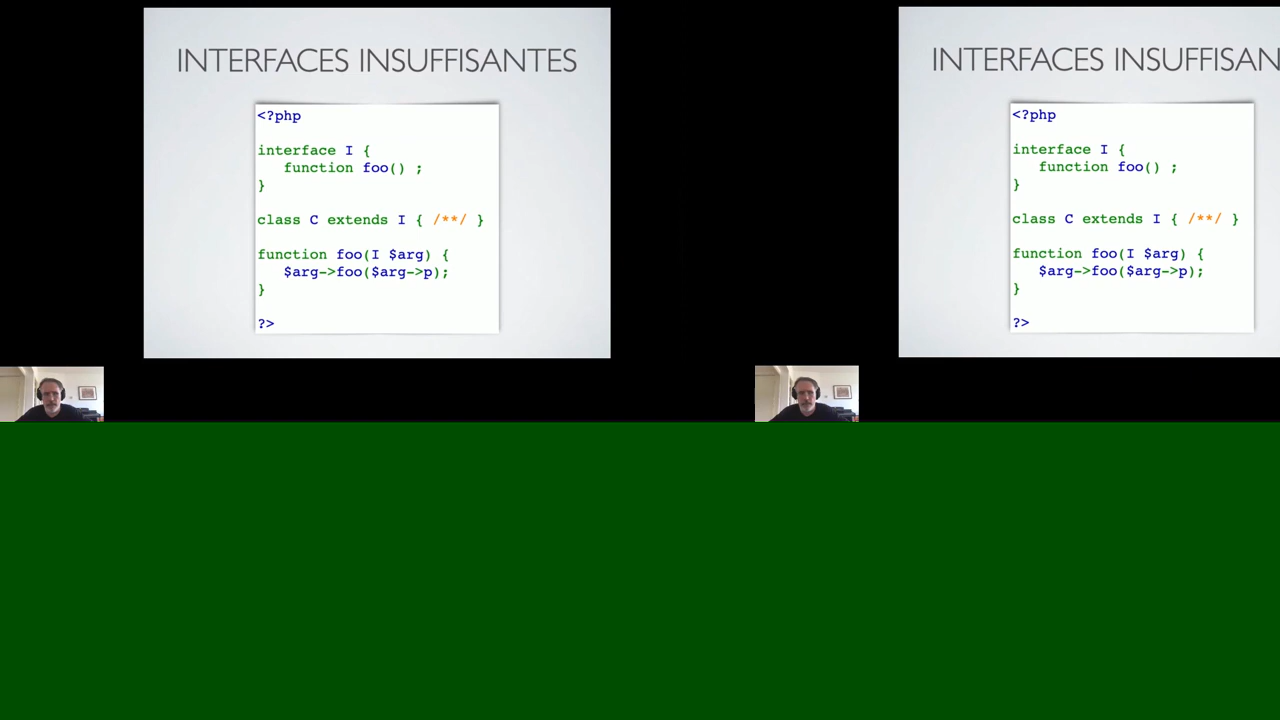 INTERFACES INSUFFISANTES
<?php
interface I {
function foo() ;
}
class C extends I { /**/ }
function foo(I $arg) {
$arg->foo($arg->p);
}
?>
INTERFACES INSUFFISAN
<?php
interface I {
function foo() ;
}
class C extends I { /**/ }
function foo(I $arg) {
$arg->foo($arg->p);
}
?>